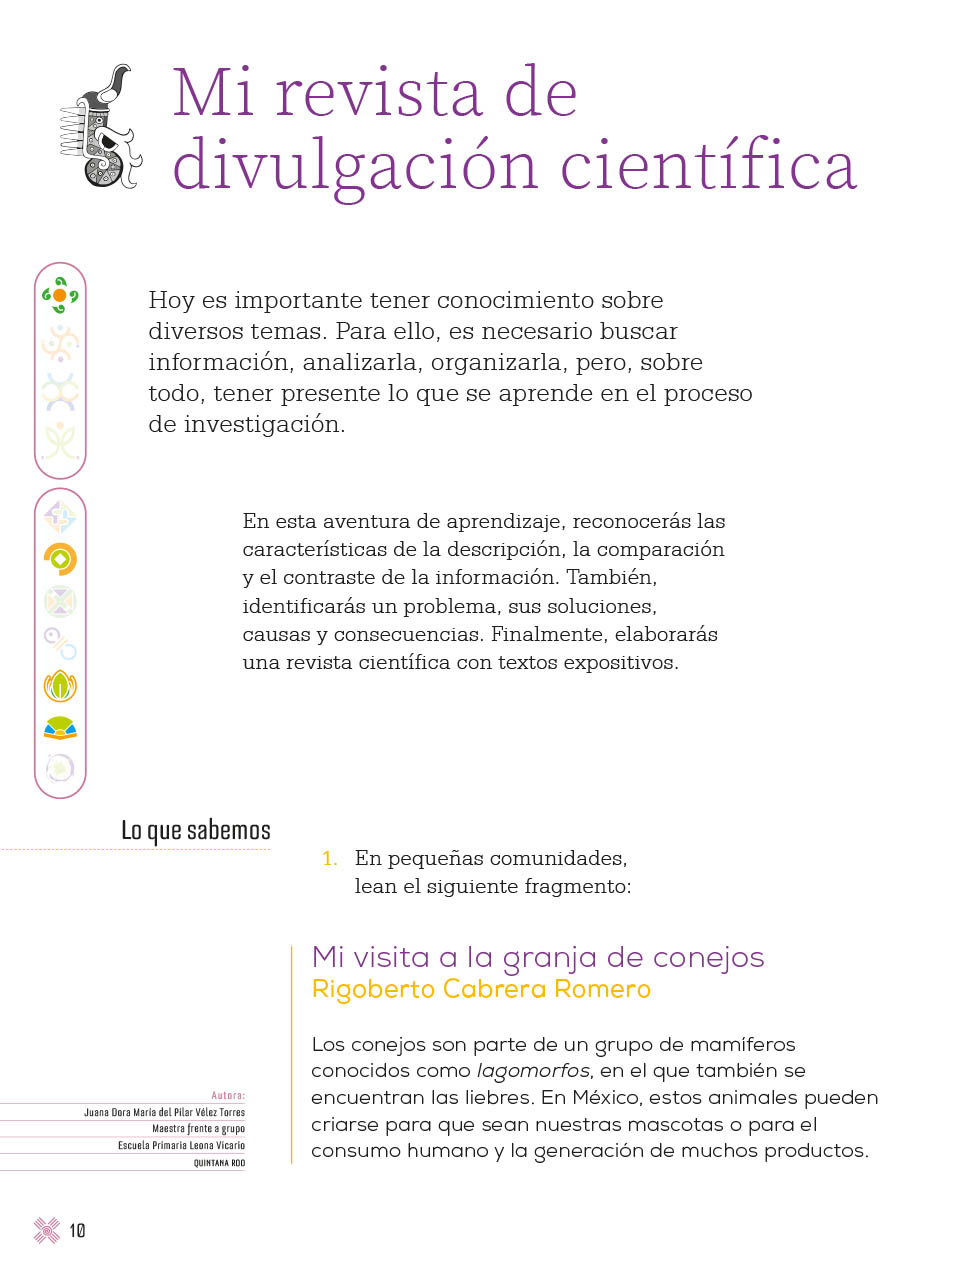 Mi revista de
divulgación científica
Hoy es importante tener conocimiento sobre
diversos temas. Para ello, es necesario buscar
información, analizarla, organizarla, pero, sobre
todo, tener presente lo que se aprende en el proceso
de investigación.
En esta aventura de aprendizaje, reconocerás las
características de la descripción, la comparación
y el contraste de la información. También,
identificarás un problema, sus soluciones,
causas y consecuencias. Finalmente, elaborarás
una revista científica con textos expositivos.
Lo que sabemos
1. En pequeñas comunidades,
lean el siguiente fragmento:
Mi visita a la granja de conejos
Rigoberto Cabrera Romero
Los conejos son parte de un grupo de mamíferos
conocidos como lagomorfos, en el que también se
encuentran las liebres. En México, estos animales pueden
criarse para que sean nuestras mascotas o para el
consumo humano y la generación de muchos productos.
Autora:
Juana Dora María del Pilar Vélez Torres
Maestra frente a grupo
Escuela Primaria Leona Vicario
QUINTANA ROO
10